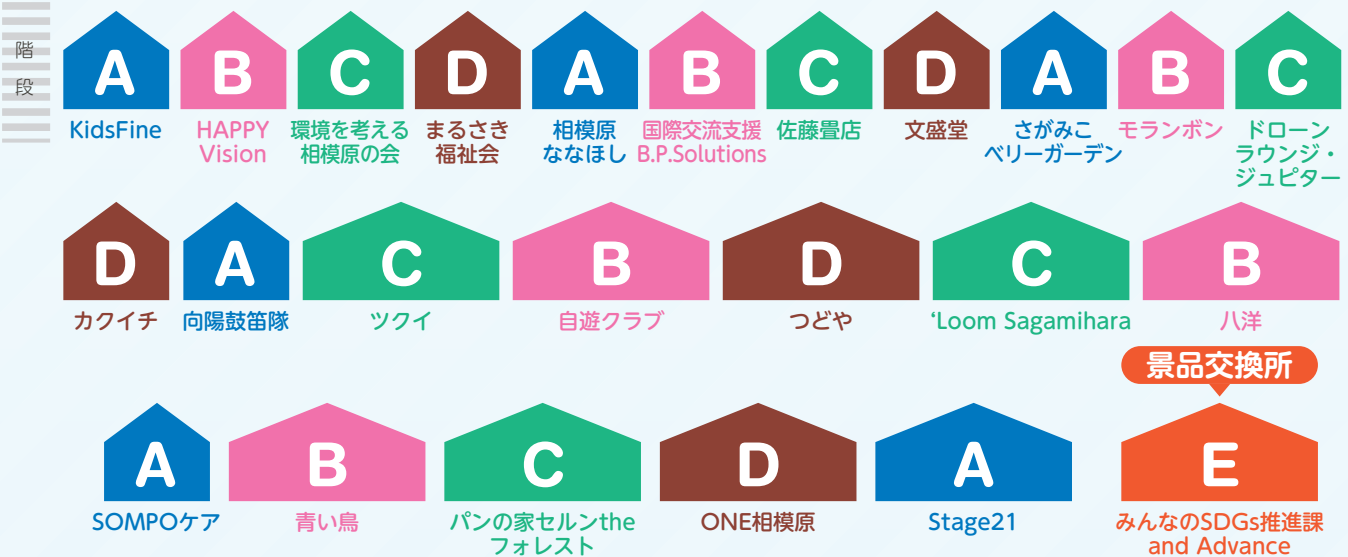 階
段
A
KidsFine
B
HAPPY
Vision
C
環境を考える
相模原の会
D
まるさき
福祉会
A
相模原
ななほし
B
国際交流支援
B.P.Solutions
C
佐藤畳店
D
文盛堂
A
さがみこ
ベリーガーデン
B
モランボン
C
ドローン
ラウンジ・
ジュピター
D
カクイチ
A
向陽鼓笛隊
C
ツクイ
B
自遊クラブ
D
つどや
C
‘Loom Sagamihara
B
八洋
A
SOMPOケア
B
青い鳥
C
パンの家セルンthe
フォレスト
D
ONE相模原
A
Stage21
景品交換所
E
みんなのSDGs推進課
and Advance